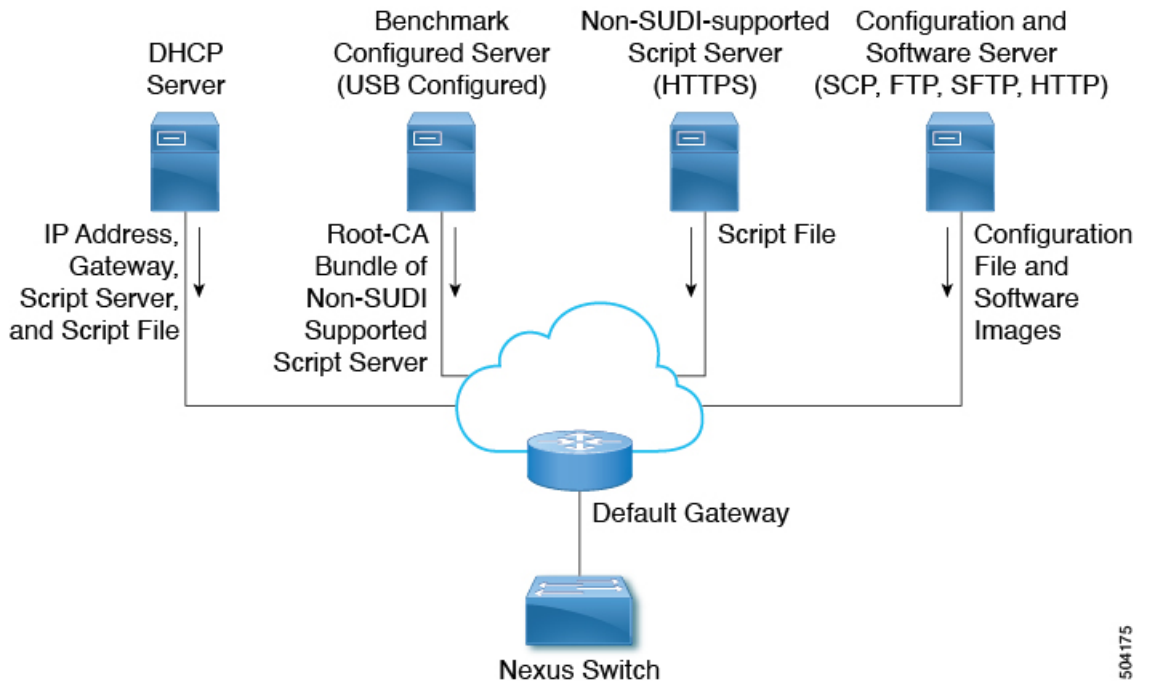 DHCP
Server
Benchmark
Configured Server
(USB Configured)
Non-SUDI-supported
Script Server
(HTTPS)
Configuration and
Software Server
(SCP, FTP, SFTP, HTTP)
IP Address,
Gateway,
Script Server,
and Script File
Root-CA
Bundle of
Non-SUDI
Supported
Script Server
Script File
Configuration
File and
Software
Images
Default Gateway
Nexus Switch
504175